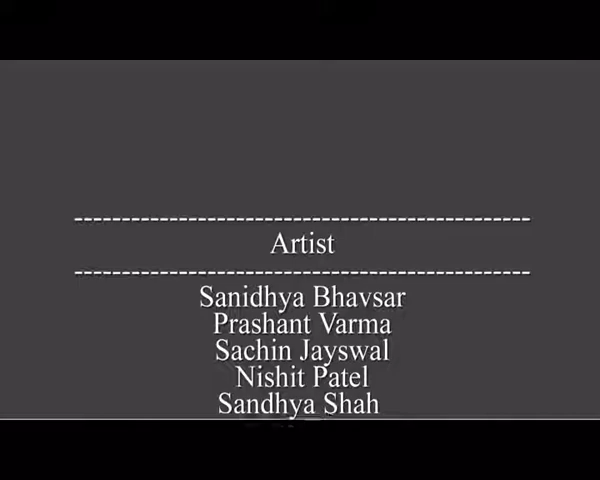 ------------------------------------------------
Artist
------------------------------------------------
Sanidhya Bhavsar
Prashant Varma
Sachin Jayswal
Nishit Patel
Sandhya Shah